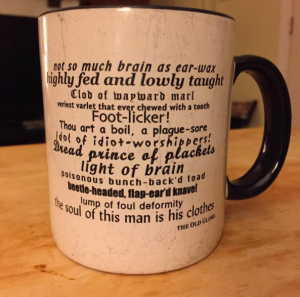 not so much brain as ear-wax
highly fed and lowly taught
Clod of wayward marl
veriest varlet that ever chewed with a tooth
Foot-licker!
Thou art a boil, a plague-sore
Idol of idiot-worshippers!
Dread prince of plackets
light of brain
poisonous bunch-back'd toad
beetle-headed, flap-ear'd knave!
lump of foul deformity
the soul of this man is his clothes
THE OLD GLOBE